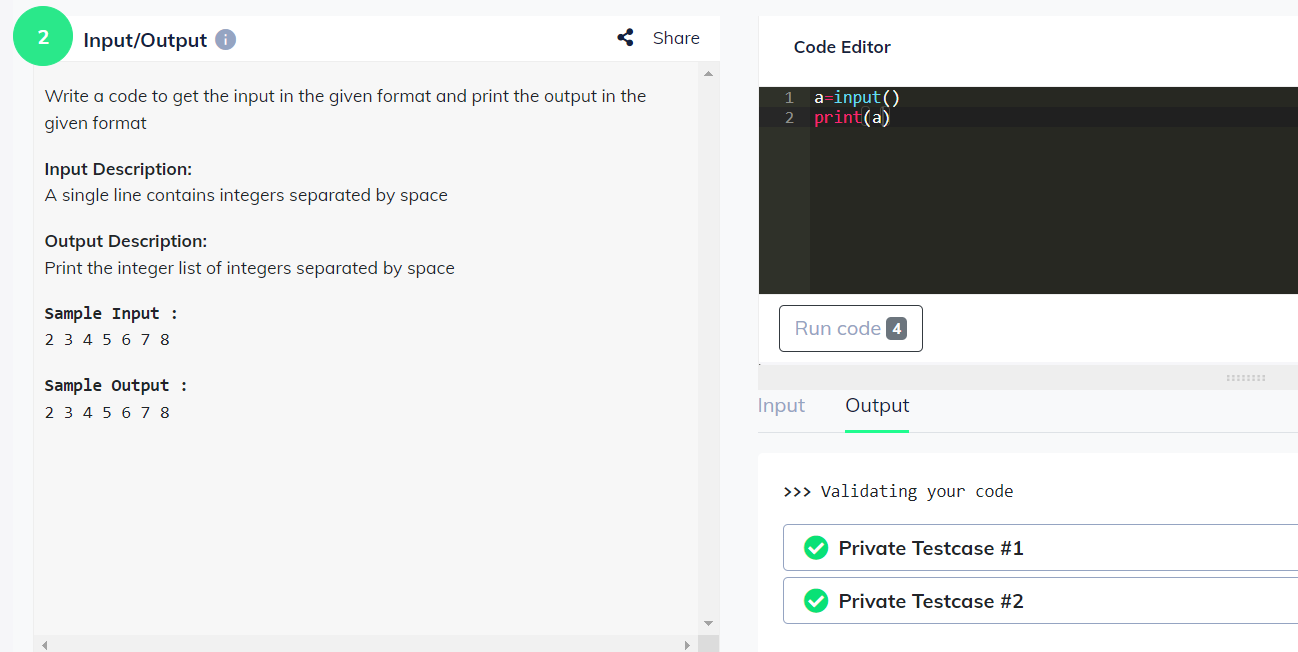 2
Input/Output
i
Share
Write a code to get the input in the given format and print the output in the
given format
Input Description:
A single line contains integers separated by space
Output Description:
Print the integer list of integers separated by space
Sample Input :
2 3 4 5 6 7 8
Sample Output :
2 3 4 5 6 7 8
Code Editor
1 a=input()
2 print(a)
Run code 4
Input Output
>>> Validating your code
Private Testcase #1
Private Testcase #2